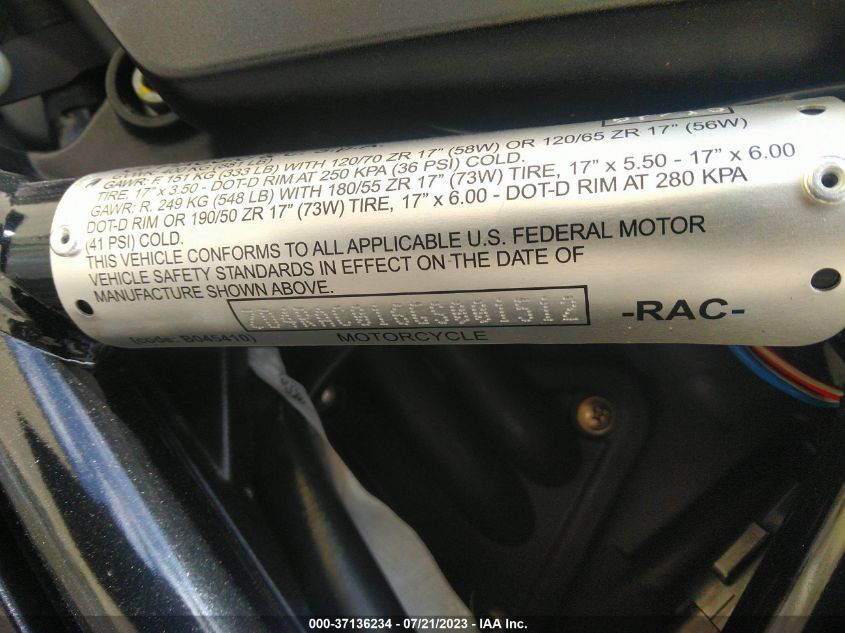 GAWR: F 151 KG (333 LB) WITH 120/70 ZR 17" (58W) OR 120/65 ZR 17" (56W)
TIRE, 17" x 3.50 - DOT-D RIM AT 250 KPA (36 PSI) COLD.
GAWR: R. 249 KG (548 LB) WITH 180/55 ZR 17" (73W) TIRE, 17" x 5.50 - 17" x 6.00
DOT-D RIM OR 190/50 ZR 17" (73W) TIRE, 17" x 6.00 - DOT-D RIM AT 280 KPA
(41 PSI) COLD.
THIS VEHICLE CONFORMS TO ALL APPLICABLE U.S. FEDERAL MOTOR
VEHICLE SAFETY STANDARDS IN EFFECT ON THE DATE OF
MANUFACTURE SHOWN ABOVE.
ZD4RAC016GS001512 -RAC-
(code: B045410) MOTORCYCLE
000-37136234 - 07/21/2023 - IAA Inc.